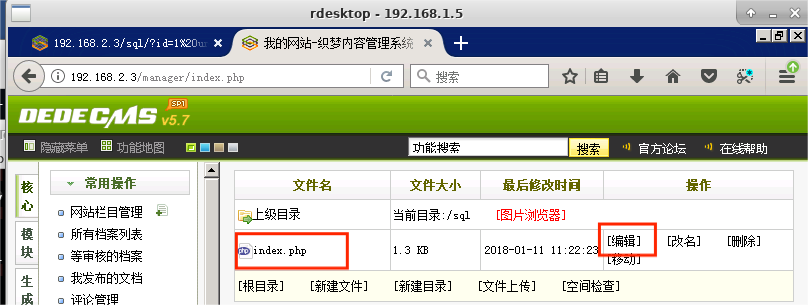 rdesktop - 192.168.1.5
192.168.2.3/sql/?id=1%20u
我的网站-织梦内容管理系统
192.168.2.3/manager/index.php
搜索
DEDECMS v5.7 SP1
隐藏菜单 功能地图 功能搜索 搜索 官方论坛 在线帮助
核心
模块
生成
常用操作
网站栏目管理
所有档案列表
等审核的档案
我发布的文档
评论管理
文件名 文件大小 最后修改时间 操作
上级目录 当前目录:/sql [图片浏览器]
index.php 1.3 KB 2018-01-11 11:22:23 [编辑] [改名] [删除]
[移动]
[根目录] [新建文件] [新建目录] [文件上传] [空间检查]